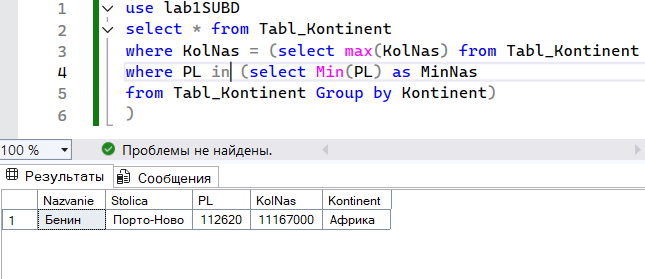 1 use lab1SUBD
2 select * from Tabl_Kontinent
3 where KolNas = (select max(KolNas) from Tabl_Kontinent
4 where PL in (select Min(PL) as MinNas
5 from Tabl_Kontinent Group by Kontinent)
6 )
100 % Проблемы не найдены.
Результаты Сообщения
Nazvanie Stolica PL KolNas Kontinent
1 Бенин Порто-Ново 112620 11167000 Африка